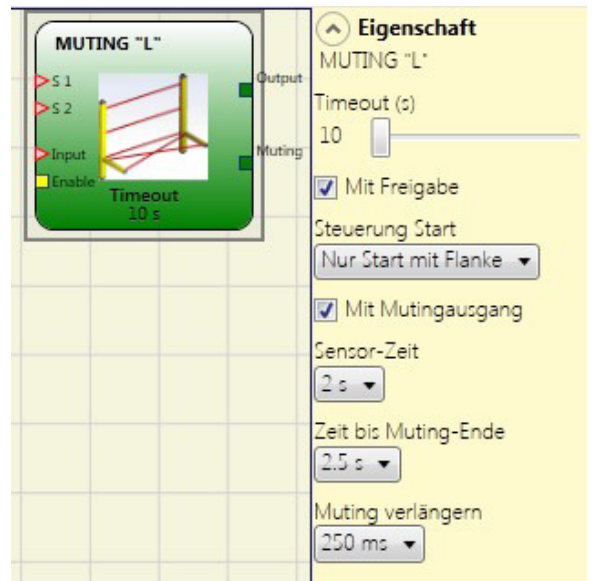 MUTING "L"
S 1
S 2
Input
Enable
Output
Muting
Timeout
10 s
Eigenschaft
MUTING "L"
Timeout (s)
10
Mit Freigabe
Steuerung Start
Nur Start mit Flanke
Mit Mutingausgang
Sensor-Zeit
2 s
Zeit bis Muting-Ende
2.5 s
Muting verlängern
250 ms